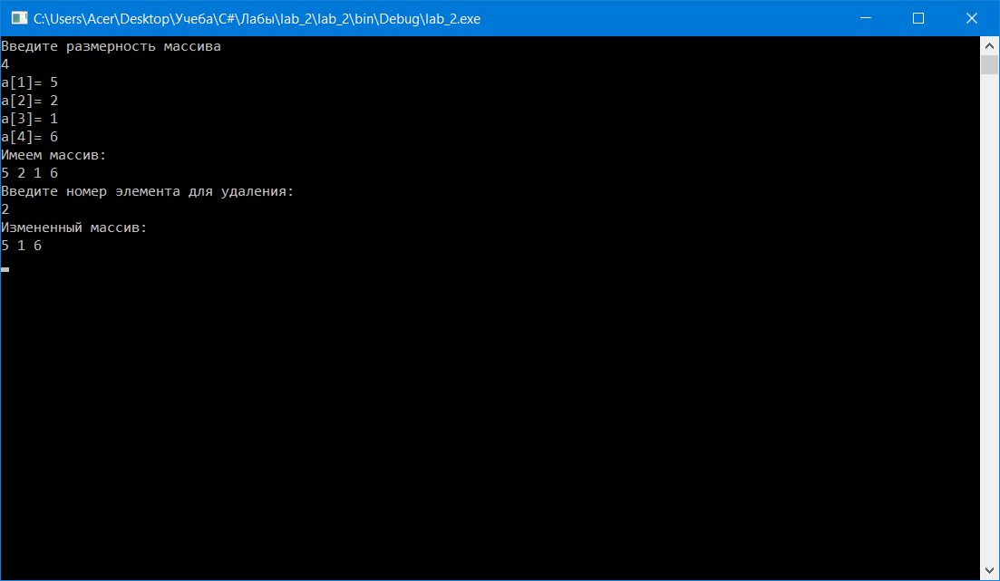 C:\Users\Acer\Desktop\Учеба\C#\Лабы\lab_2\lab_2\bin\Debug\lab_2.exe
Введите размерность массива
4
a[1]= 5
a[2]= 2
a[3]= 1
a[4]= 6
Имеем массив:
5 2 1 6
Введите номер элемента для удаления:
2
Измененный массив:
5 1 6